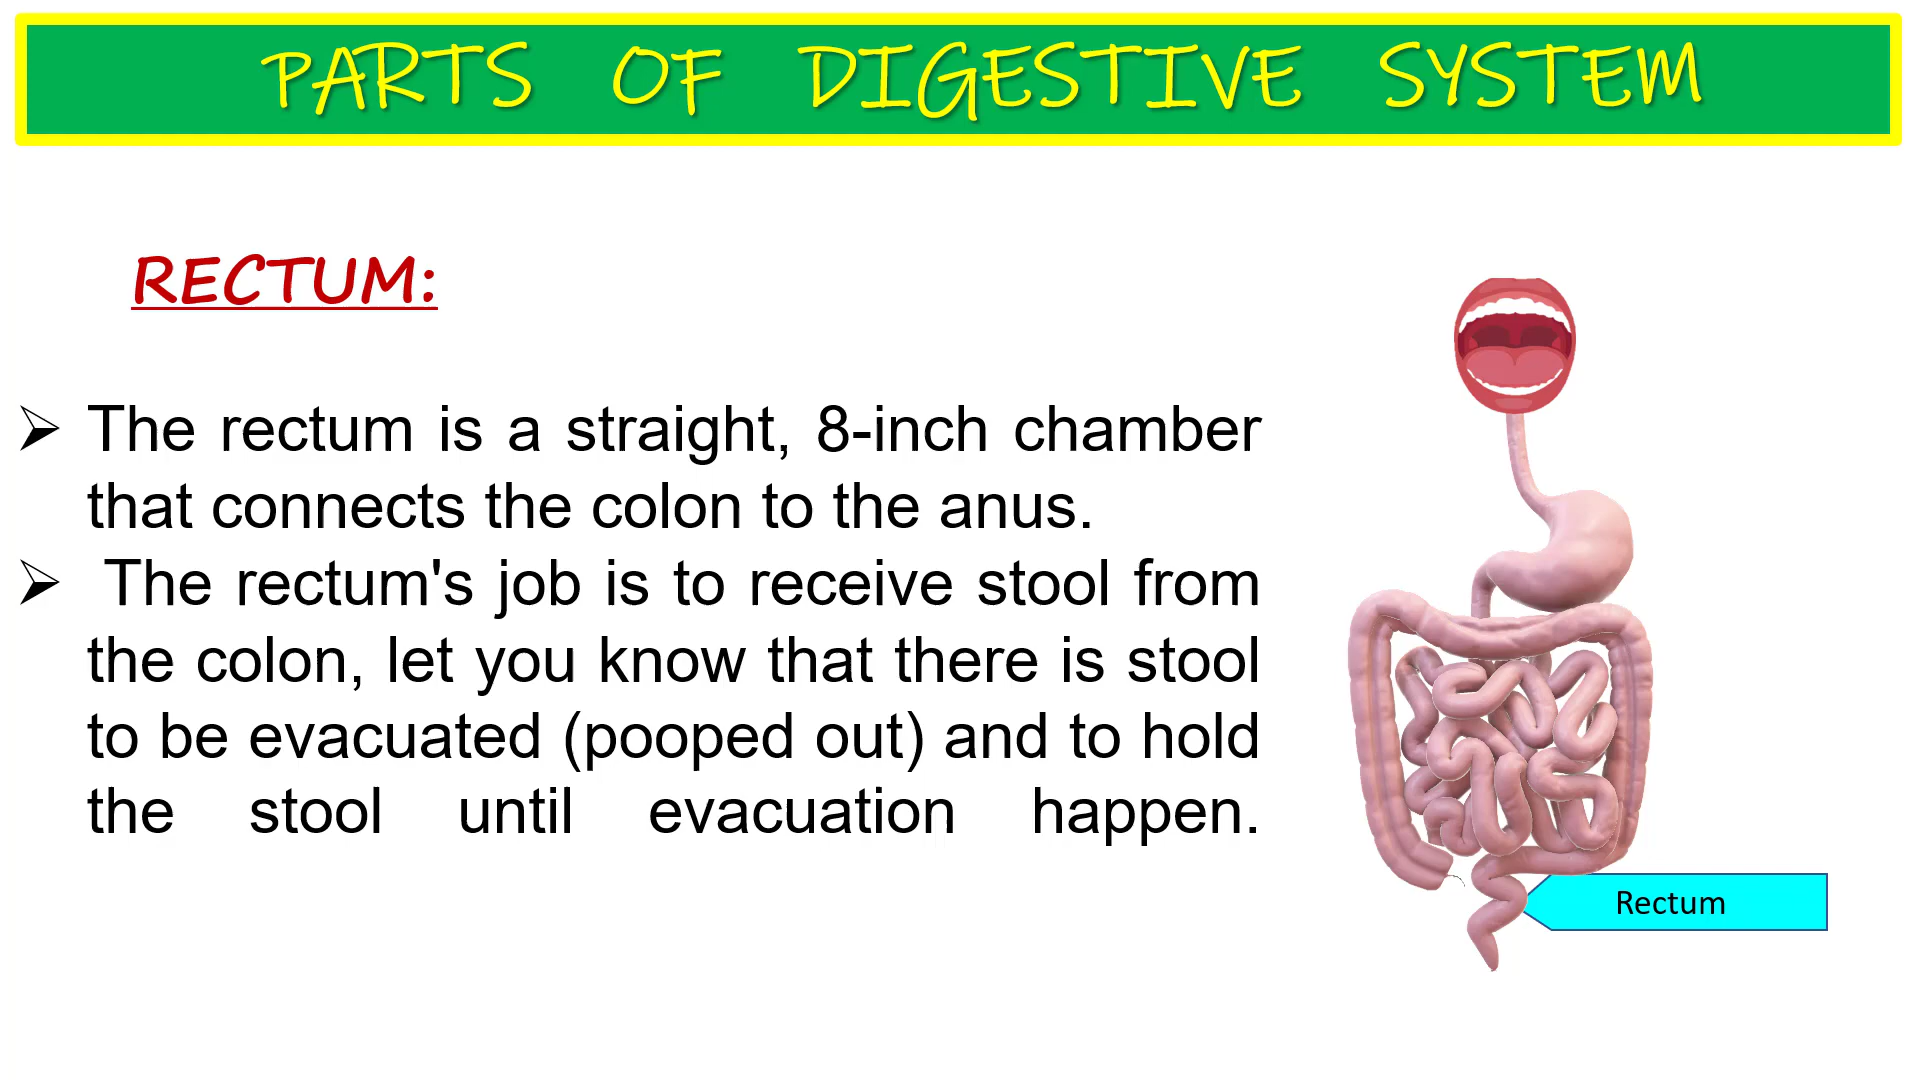 PARTS OF DIGESTIVE SYSTEM
RECTUM:
➢ The rectum is a straight, 8-inch chamber
that connects the colon to the anus.
➢ The rectum's job is to receive stool from
the colon, let you know that there is stool
to be evacuated (pooped out) and to hold
the stool until evacuation happen.
Rectum